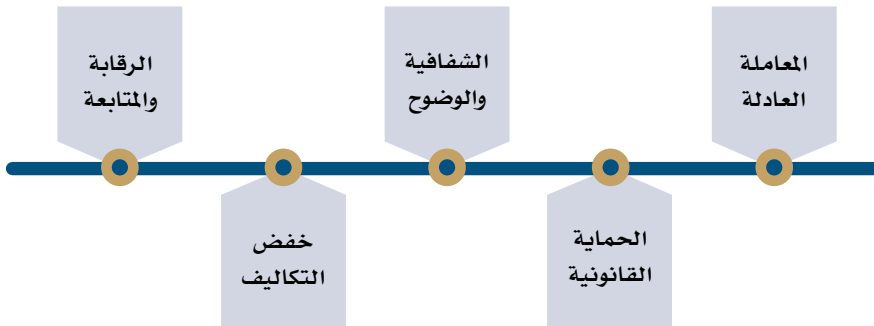 المعاملة
العادلة
الحماية
القانونية
الشفافية
والوضوح
خفض
التكاليف
الرقابة
والمتابعة